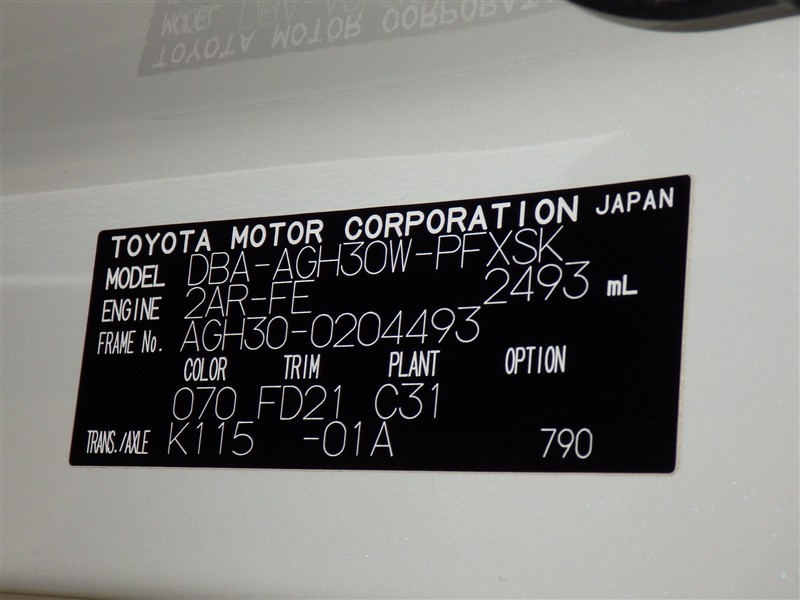 TOYOTA MOTOR CORPORATION JAPAN
MODEL DBA-AGH30W-PFXSK
ENGINE 2AR-FE 2493 mL
FRAME No. AGH30-0204493
COLOR TRIM PLANT OPTION
070 FD21 C31
TRANS./AXLE K115 -01A 790